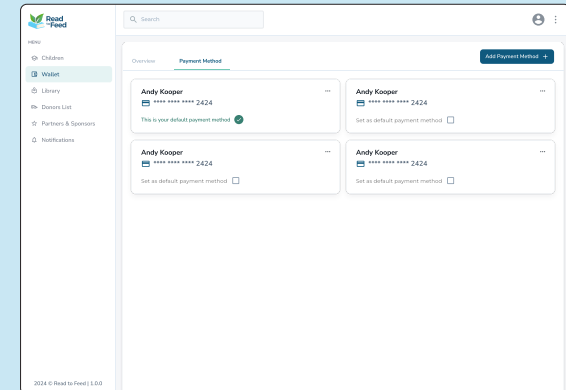 Read
TO Feed
Search
MENU
Children
Wallet
Library
Donors List
Partners & Sponsors
Notifications
Overview
Payment Method
Add Payment Method +
Andy Kooper
**** **** **** 2424
This is your default payment method
Andy Kooper
**** **** **** 2424
Set as default payment method
Andy Kooper
**** **** **** 2424
Set as default payment method
Andy Kooper
**** **** **** 2424
Set as default payment method
2024 © Read to Feed | 1.0.0